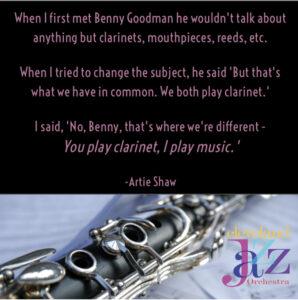 When I first met Benny Goodman he wouldn't talk about
anything but clarinets, mouthpieces, reeds, etc.
When I tried to change the subject, he said 'But that's
what we have in common. We both play clarinet.'
I said, 'No, Benny, that's where we're different -
You play clarinet, I play music.'
-Artie Shaw
cleveland
Jazz
Orchestra